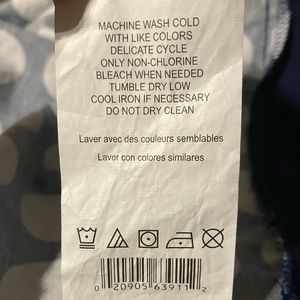 MACHINE WASH COLD
WITH LIKE COLORS
DELICATE CYCLE
ONLY NON-CHLORINE
BLEACH WHEN NEEDED
TUMBLE DRY LOW
COOL IRON IF NECESSARY
DO NOT DRY CLEAN
Laver avec des couleurs semblables
Laver con colores similares
0 20905 63911 2